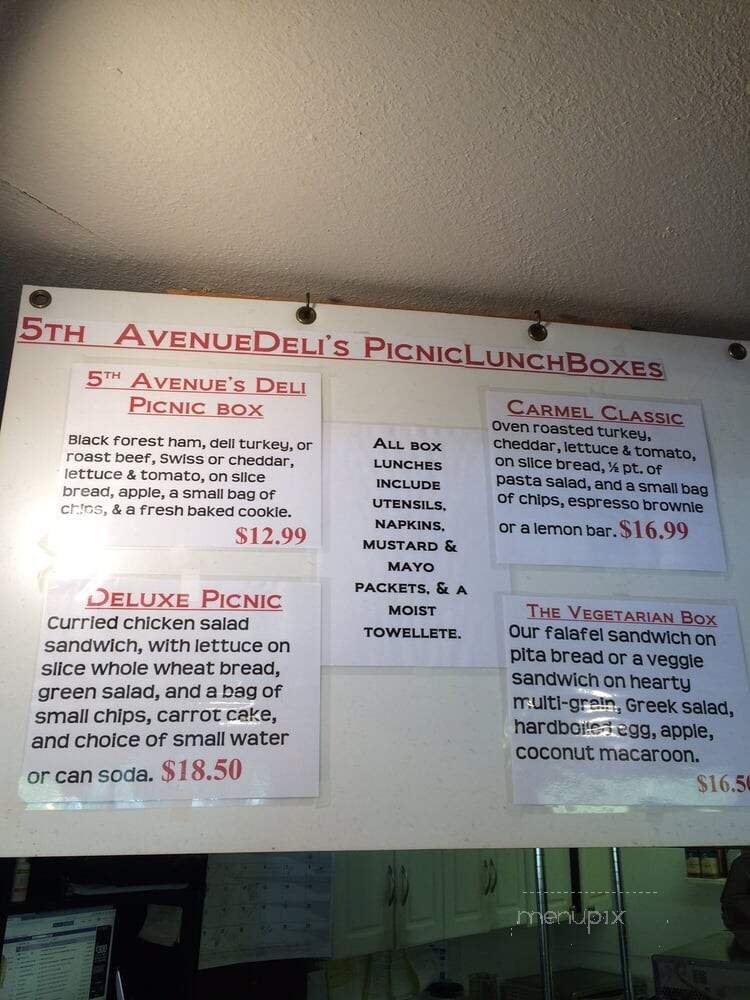 5TH AVENUEDELI'S PICNICLUNCHBOXES
5TH AVENUE'S DELI
PICNIC BOX
Black forest ham, deli turkey, or
roast beef, Swiss or cheddar,
lettuce & tomato, on slice
bread, apple, a small bag of
chips, & a fresh baked cookie.
$12.99
DELUXE PICNIC
Curried chicken salad
sandwich, with lettuce on
slice whole wheat bread,
green salad, and a bag of
small chips, carrot cake,
and choice of small water
or can soda. $18.50
ALL BOX
LUNCHES
INCLUDE
UTENSILS,
NAPKINS,
MUSTARD &
MAYO
PACKETS, & A
MOIST
TOWELLETE.
CARMEL CLASSIC
Oven roasted turkey,
cheddar, lettuce & tomato,
on slice bread, ½ pt. of
pasta salad, and a small bag
of chips, espresso brownie
or a lemon bar. $16.99
THE VEGETARIAN BOX
Our falafel sandwich on
pita bread or a veggie
sandwich on hearty
multi-grain, Greek salad,
hardboiled egg, apple,
coconut macaroon.
$16.50
menupix